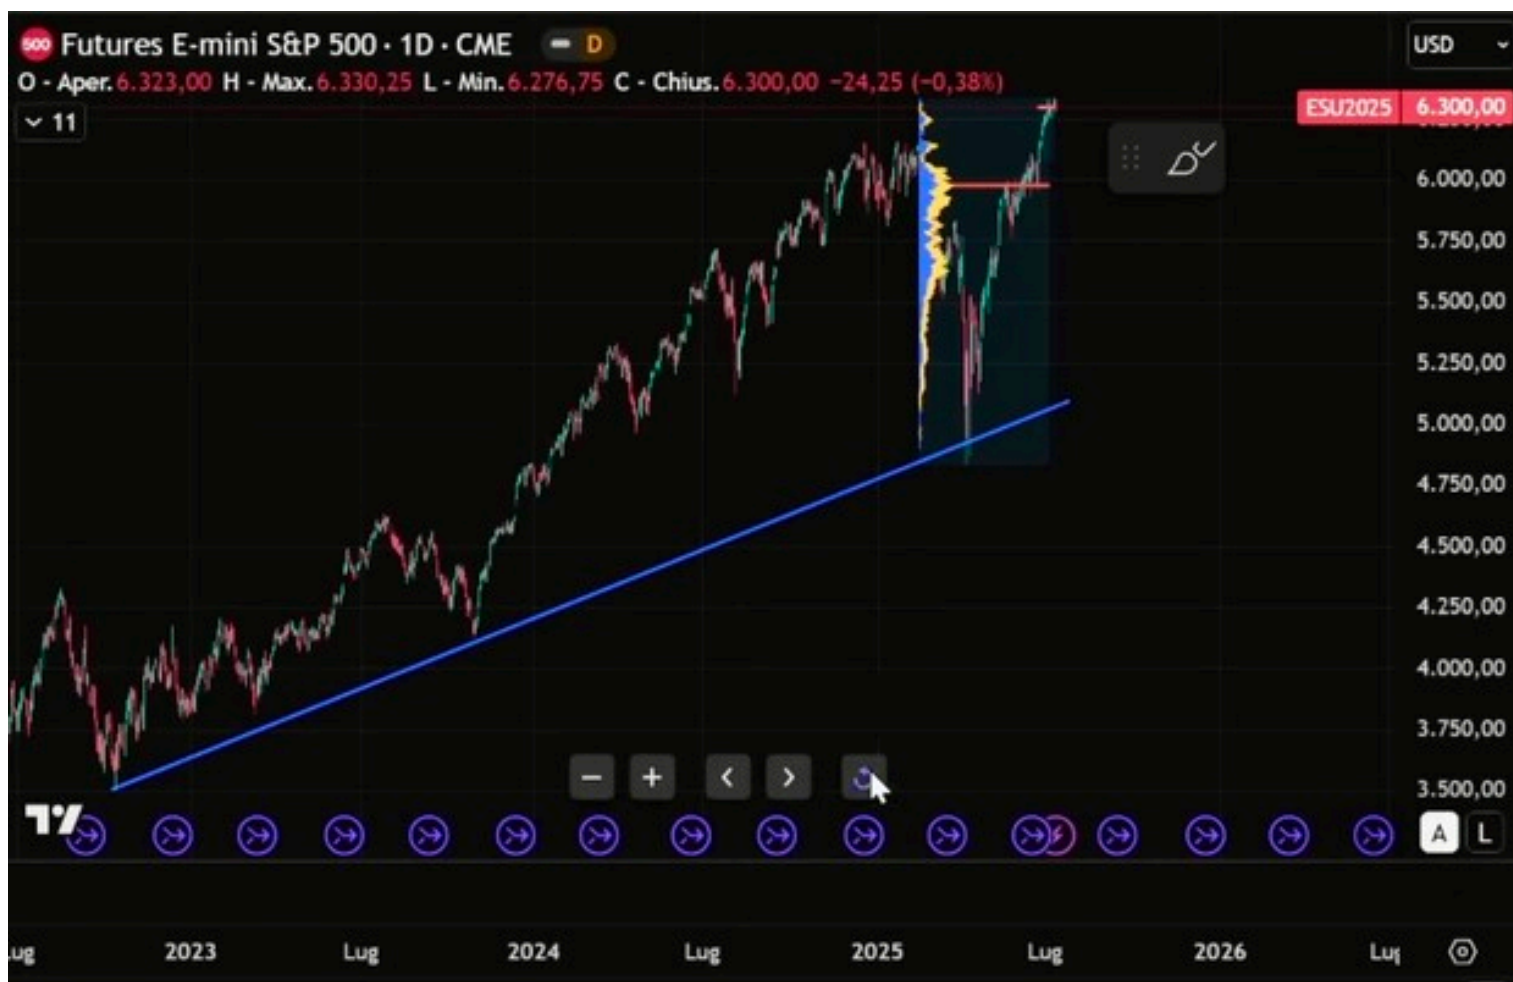 500 Futures E-mini S&P 500 · 1D · CME D
USD
O - Aper.6.323,00 H - Max.6.330,25 L - Min.6.276,75 C - Chius.6.300,00 −24,25 (−0,38%)
11
ESU2025 6.300,00
6.000,00
5.750,00
5.500,00
5.250,00
5.000,00
4.750,00
4.500,00
4.250,00
4.000,00
3.750,00
3.500,00
A L
Lug 2023 Lug 2024 Lug 2025 Lug 2026 Lug